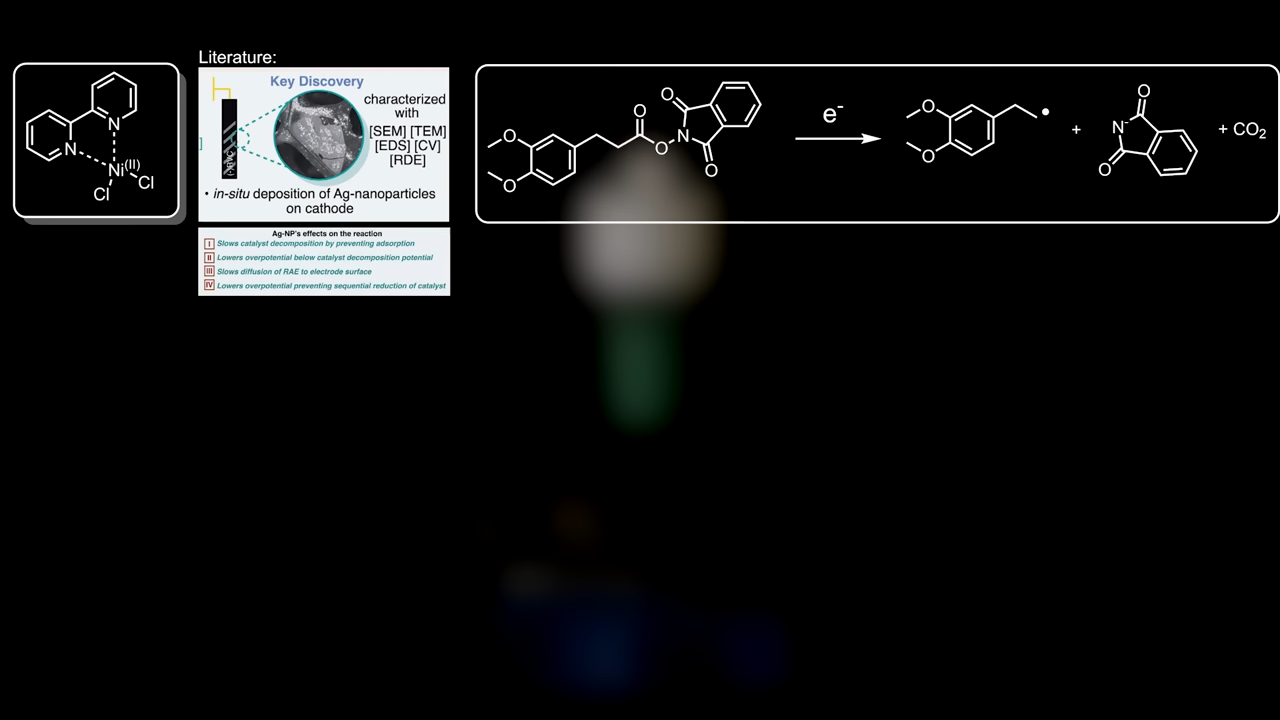 Literature:
Key Discovery
characterized
with
[SEM] [TEM]
[EDS] [CV]
[RDE]
• in-situ deposition of Ag-nanoparticles
on cathode
Ag-NP's effects on the reaction
I Slows catalyst decomposition by preventing adsorption
II Lowers overpotential below catalyst decomposition potential
III Slows diffusion of RAE to electrode surface
IV Lowers overpotential preventing sequential reduction of catalyst
N
N
Ni(II)
Cl
Cl
O
O
O
O
N
O
O
e-
O
O
+
N-
O
O
+ CO2